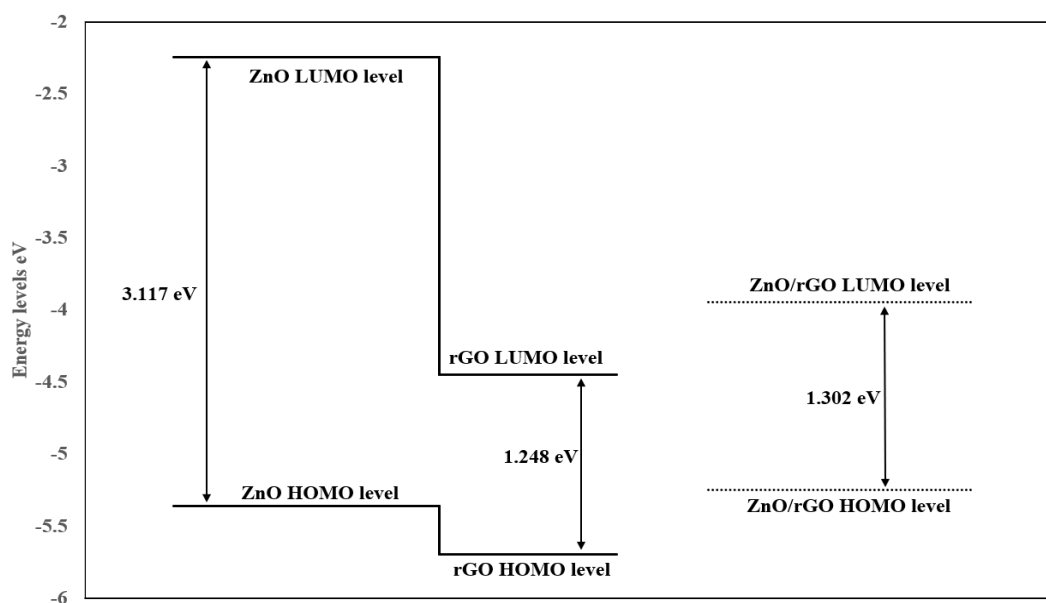 -2
ZnO LUMO level
-2.5
-3
-3.5
ZnO/rGO LUMO level
3.117 eV
-4
Energy levels eV
rGO LUMO level
-4.5
1.302 eV
1.248 eV
-5
ZnO HOMO level
ZnO/rGO HOMO level
-5.5
rGO HOMO level
-6